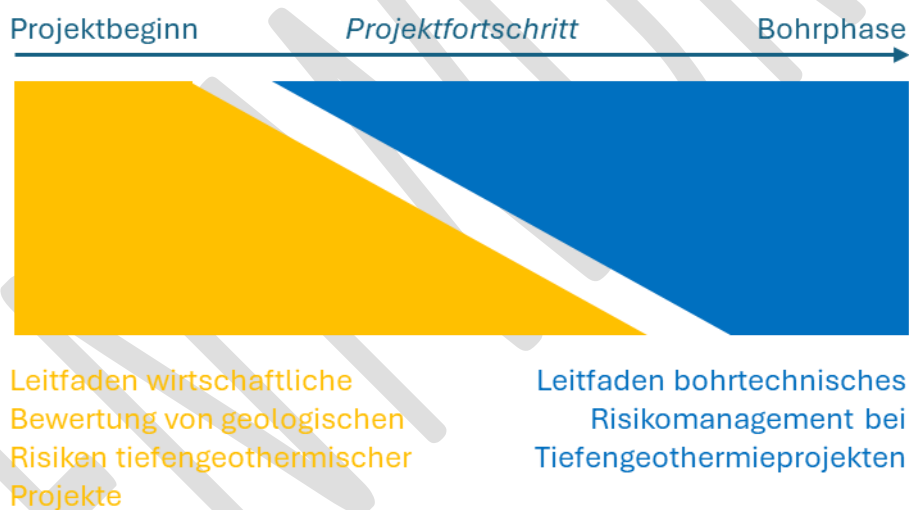 Projektbeginn Projektfortschritt Bohrphase
Leitfaden wirtschaftliche
Bewertung von geologischen
Risiken tiefengeothermischer
Projekte
Leitfaden bohrtechnisches
Risikomanagement bei
Tiefengeothermieprojekten